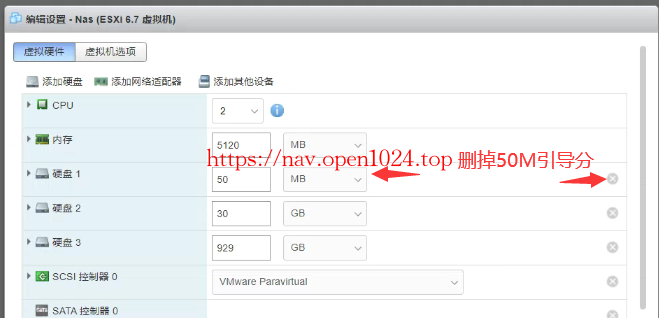 编辑设置 - Nas (ESXi 6.7 虚拟机)
虚拟硬件 虚拟机选项
添加硬盘 添加网络适配器 添加其他设备
CPU 2
内存 5120 MB
https://nav.open1024.top 删掉50M引导分
硬盘 1 50 MB
硬盘 2 30 GB
硬盘 3 929 GB
SCSI 控制器 0 VMware Paravirtual
SATA 控制器 0